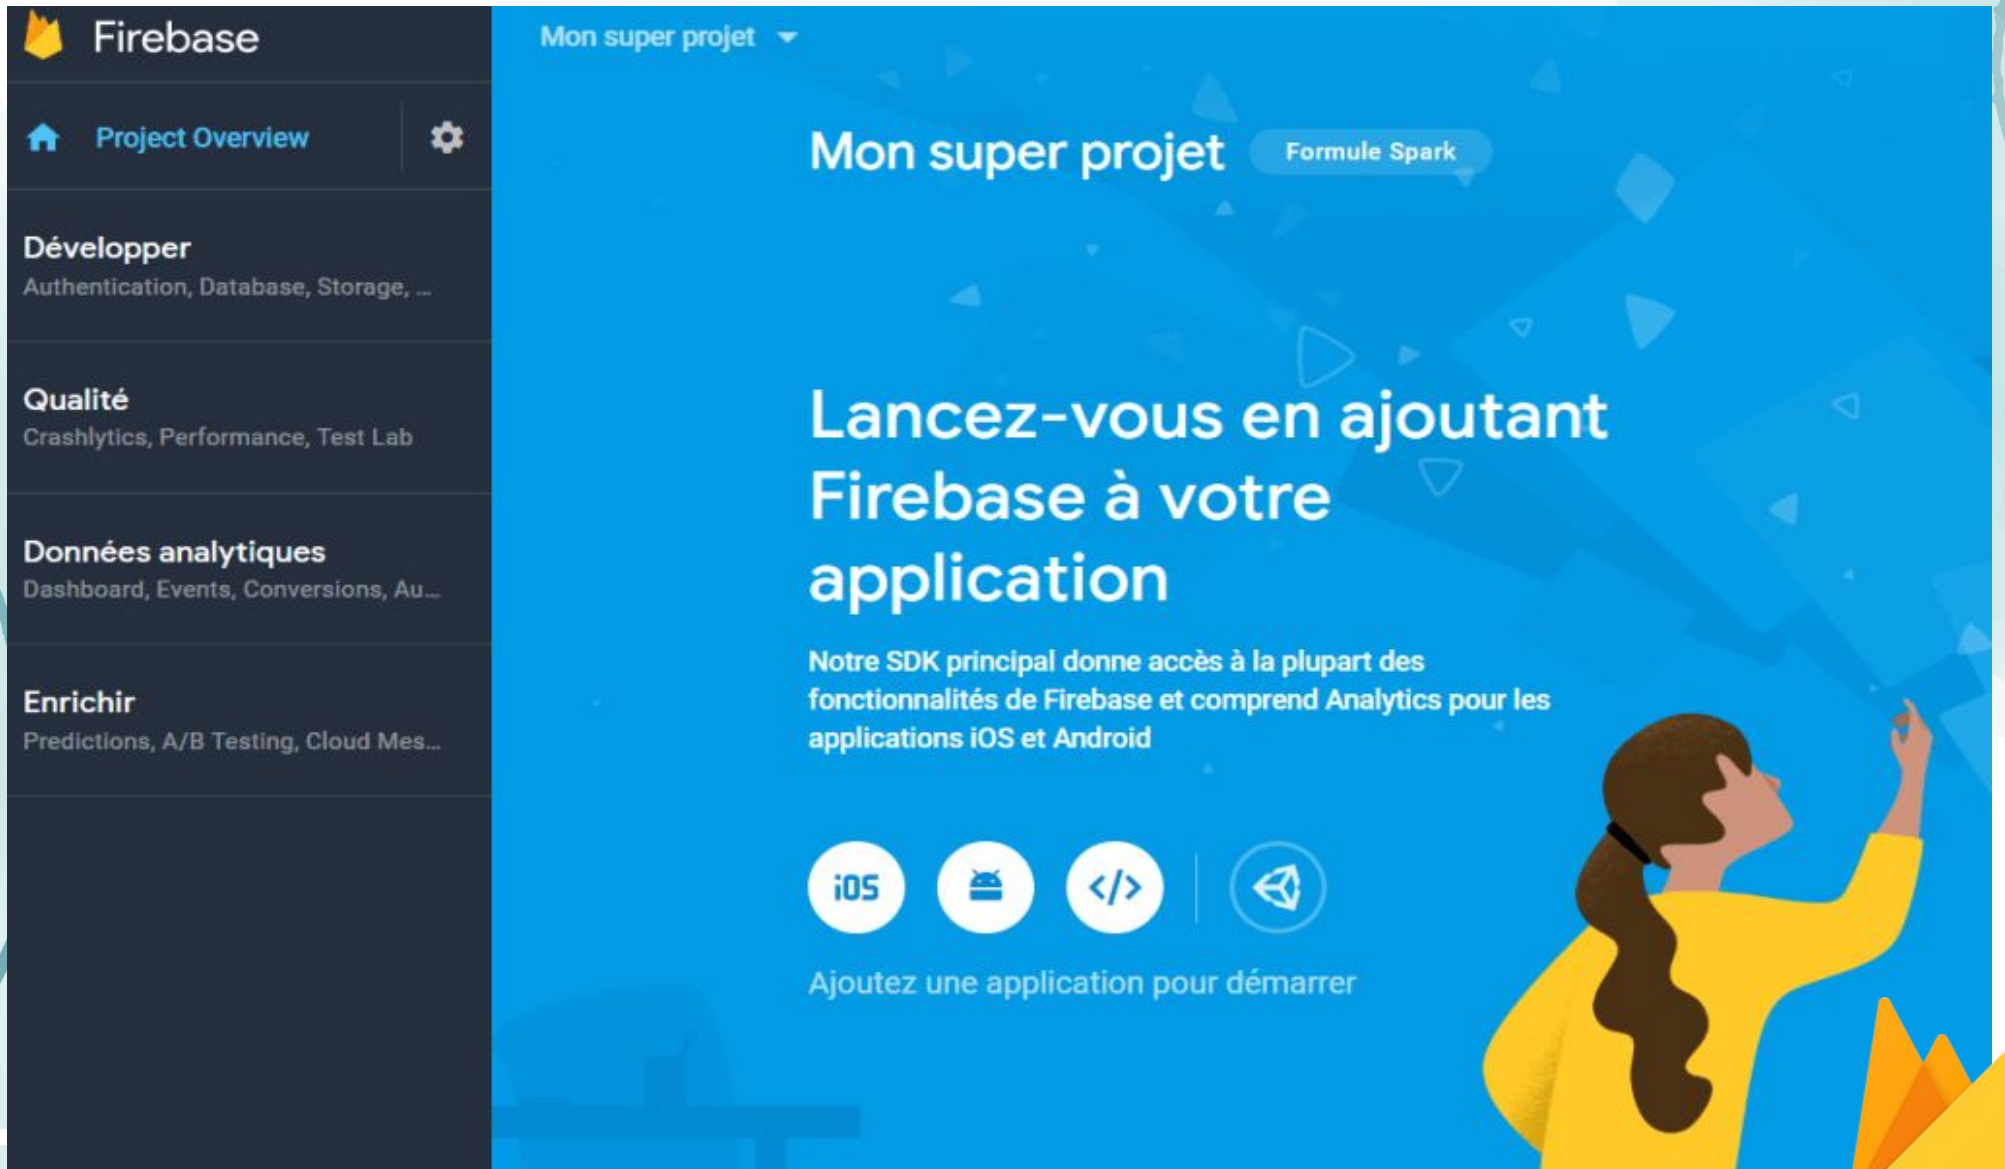 Firebase
Project Overview
Développer
Authentication, Database, Storage, ...
Qualité
Crashlytics, Performance, Test Lab
Données analytiques
Dashboard, Events, Conversions, Au...
Enrichir
Predictions, A/B Testing, Cloud Mes...
Mon super projet
Mon super projet
Formule Spark
Lancez-vous en ajoutant
Firebase à votre
application
Notre SDK principal donne accès à la plupart des
fonctionnalités de Firebase et comprend Analytics pour les
applications iOS et Android
iOS
</>
Ajoutez une application pour démarrer